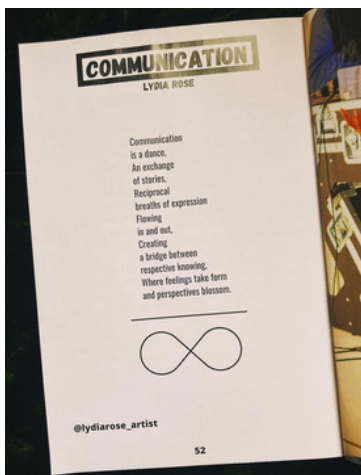 COMMUNICATION
LYDIA ROSE
Communication
is a dance,
An exchange
of stories,
Reciprocal
breaths of expression
Flowing
in and out,
Creating
a bridge between
respective knowing,
Where feelings take form
and perspectives blossom.
@lydiarose_artist
52